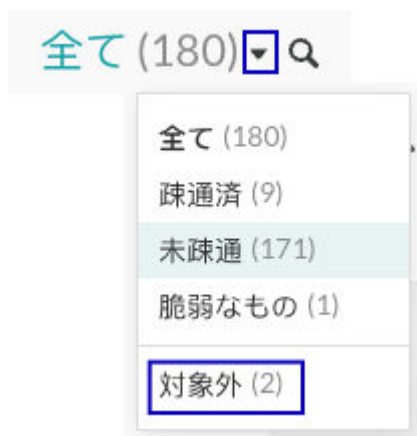 全て (180)
全て (180)
疎通済 (9)
未疎通 (171)
脆弱なもの (1)
対象外 (2)